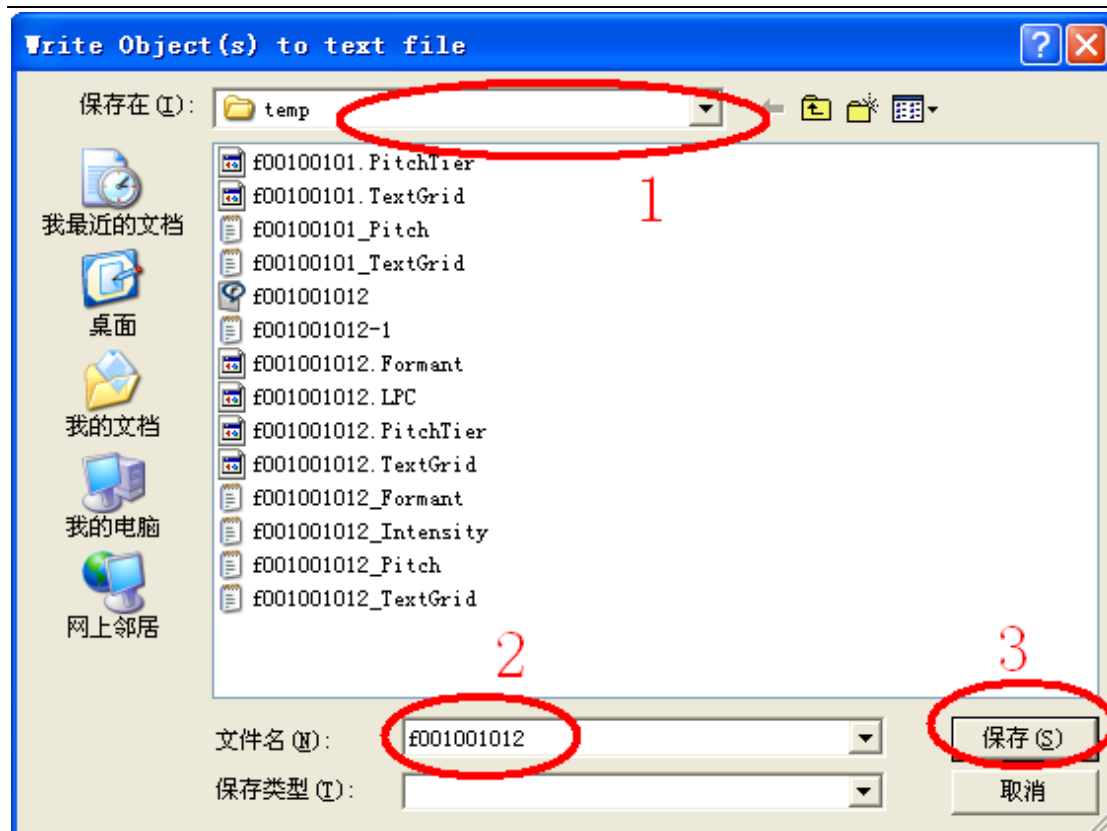 Write Object(s) to text file
保存在(I):
temp
1
f00100101.PitchTier
f00100101.TextGrid
f00100101_Pitch
f00100101_TextGrid
f001001012
f001001012-1
f001001012.Formant
f001001012.LPC
f001001012.PitchTier
f001001012.TextGrid
f001001012_Formant
f001001012_Intensity
f001001012_Pitch
f001001012_TextGrid
我最近的文档
桌面
我的文档
我的电脑
网上邻居
2
3
文件名(N):
f001001012
保存(S)
保存类型(T):
取消